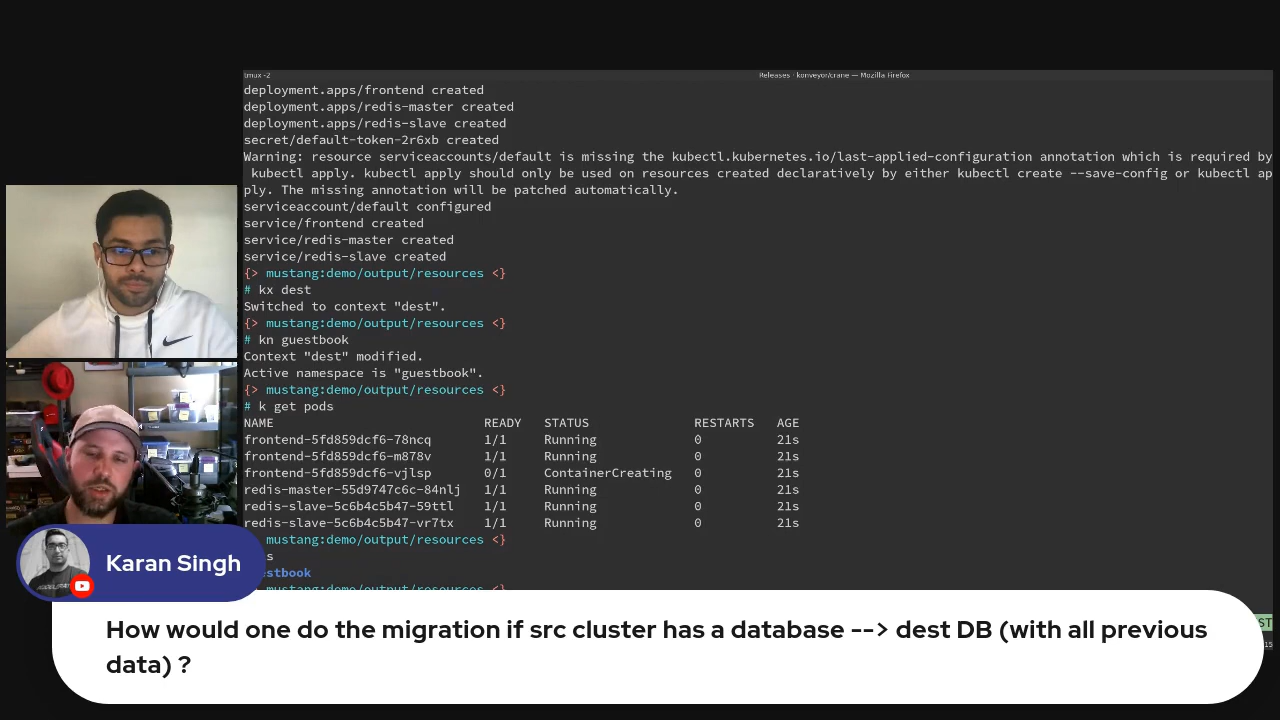 tmux -2 Releases · konveyor/crane — Mozilla Firefox
deployment.apps/frontend created
deployment.apps/redis-master created
deployment.apps/redis-slave created
secret/default-token-2r6xb created
Warning: resource serviceaccounts/default is missing the kubectl.kubernetes.io/last-applied-configuration annotation which is required by
kubectl apply. kubectl apply should only be used on resources created declaratively by either kubectl create --save-config or kubectl ap
ply. The missing annotation will be patched automatically.
serviceaccount/default configured
service/frontend created
service/redis-master created
service/redis-slave created
{> mustang:demo/output/resources <}
# kx dest
Switched to context "dest".
{> mustang:demo/output/resources <}
# kn guestbook
Context "dest" modified.
Active namespace is "guestbook".
{> mustang:demo/output/resources <}
# k get pods
NAME READY STATUS RESTARTS AGE
frontend-5fd859dcf6-78ncq 1/1 Running 0 21s
frontend-5fd859dcf6-m878v 1/1 Running 0 21s
frontend-5fd859dcf6-vjlsp 0/1 ContainerCreating 0 21s
redis-master-55d9747c6c-84nlj 1/1 Running 0 21s
redis-slave-5c6b4c5b47-59ttl 1/1 Running 0 21s
redis-slave-5c6b4c5b47-vr7tx 1/1 Running 0 21s
mustang:demo/output/resources <}
s
estbook
mustang:demo/output/resources <}
Karan Singh
How would one do the migration if src cluster has a database --> dest DB (with all previous
data) ?